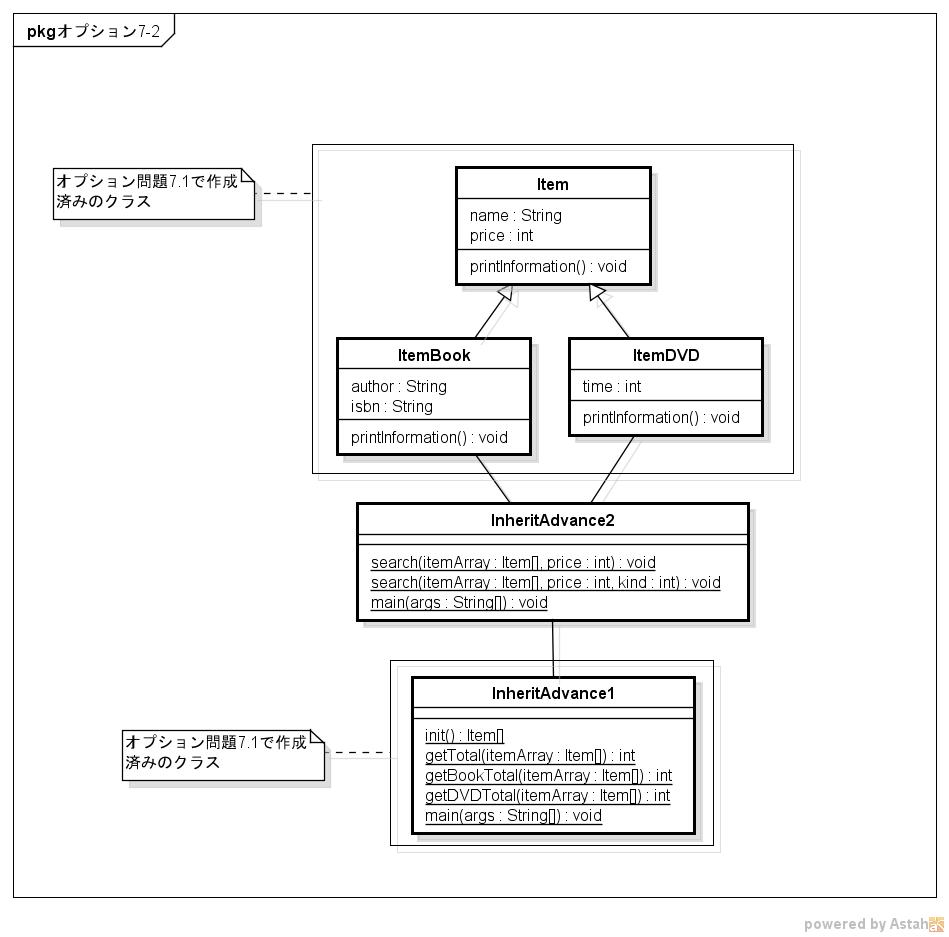 pkgオプション7-2
オプション問題7.1で作成
済みのクラス
Item
name : String
price : int
printInformation() : void
ItemBook
author : String
isbn : String
printInformation() : void
ItemDVD
time : int
printInformation() : void
InheritAdvance2
search(itemArray : Item[], price : int) : void
search(itemArray : Item[], price : int, kind : int) : void
main(args : String[]) : void
オプション問題7.1で作成
済みのクラス
InheritAdvance1
init() : Item[]
getTotal(itemArray : Item[]) : int
getBookTotal(itemArray : Item[]) : int
getDVDTotal(itemArray : Item[]) : int
main(args : String[]) : void
powered by Astah